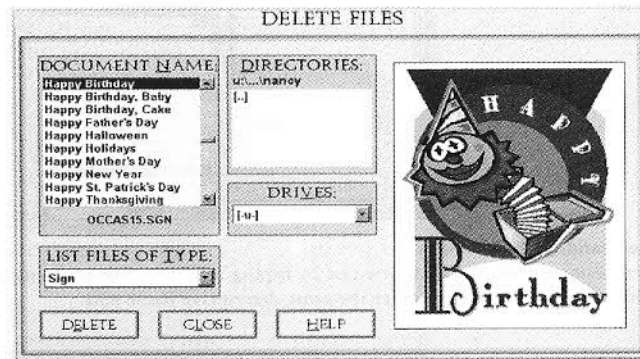 DELETE FILES
DOCUMENT NAME:
Happy Birthday
Happy Birthday, Baby
Happy Birthday, Cake
Happy Father's Day
Happy Halloween
Happy Holidays
Happy Mother's Day
Happy New Year
Happy St. Patrick's Day
Happy Thanksgiving
OCCAS15.SGN
LIST FILES OF TYPE:
Sign
DIRECTORIES:
u:\...\nancy
[..]
DRIVES:
[-u-]
DELETE
CLOSE
HELP
HAPPY
Birthday